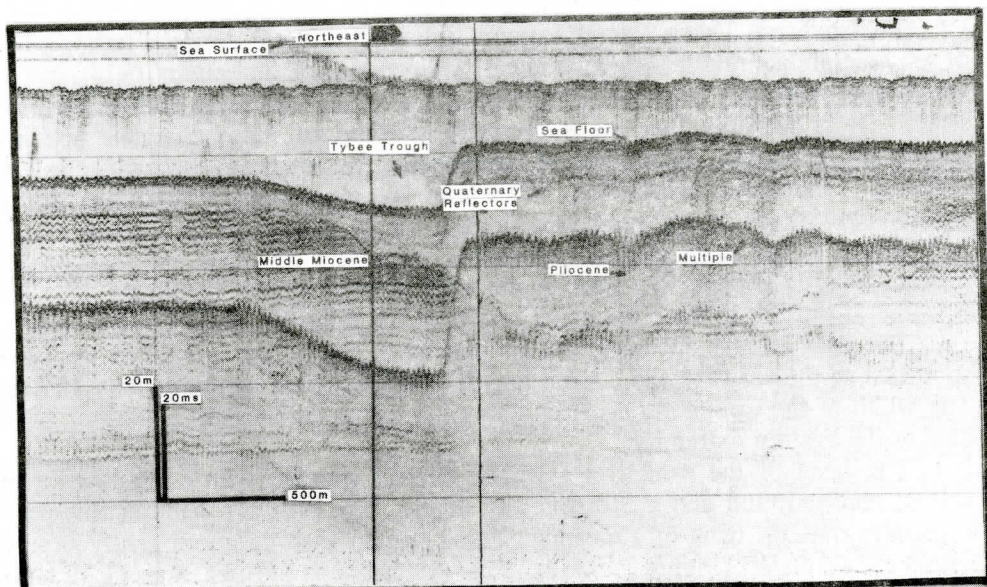 Northeast
Sea Surface
Sea Floor
Tybee Trough
Quaternary
Reflectors
Middle Miocene
Pliocene
Multiple
20m
20ms
500m